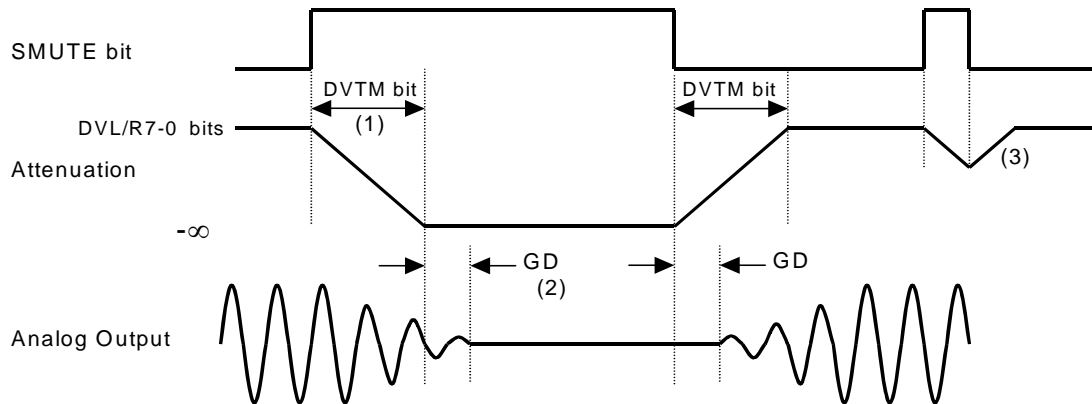 SMUTE bit
DVTM bit
DVTM bit
(1)
DVL/R7-0 bits
Attenuation
(3)
-∞
GD
GD
(2)
Analog Output